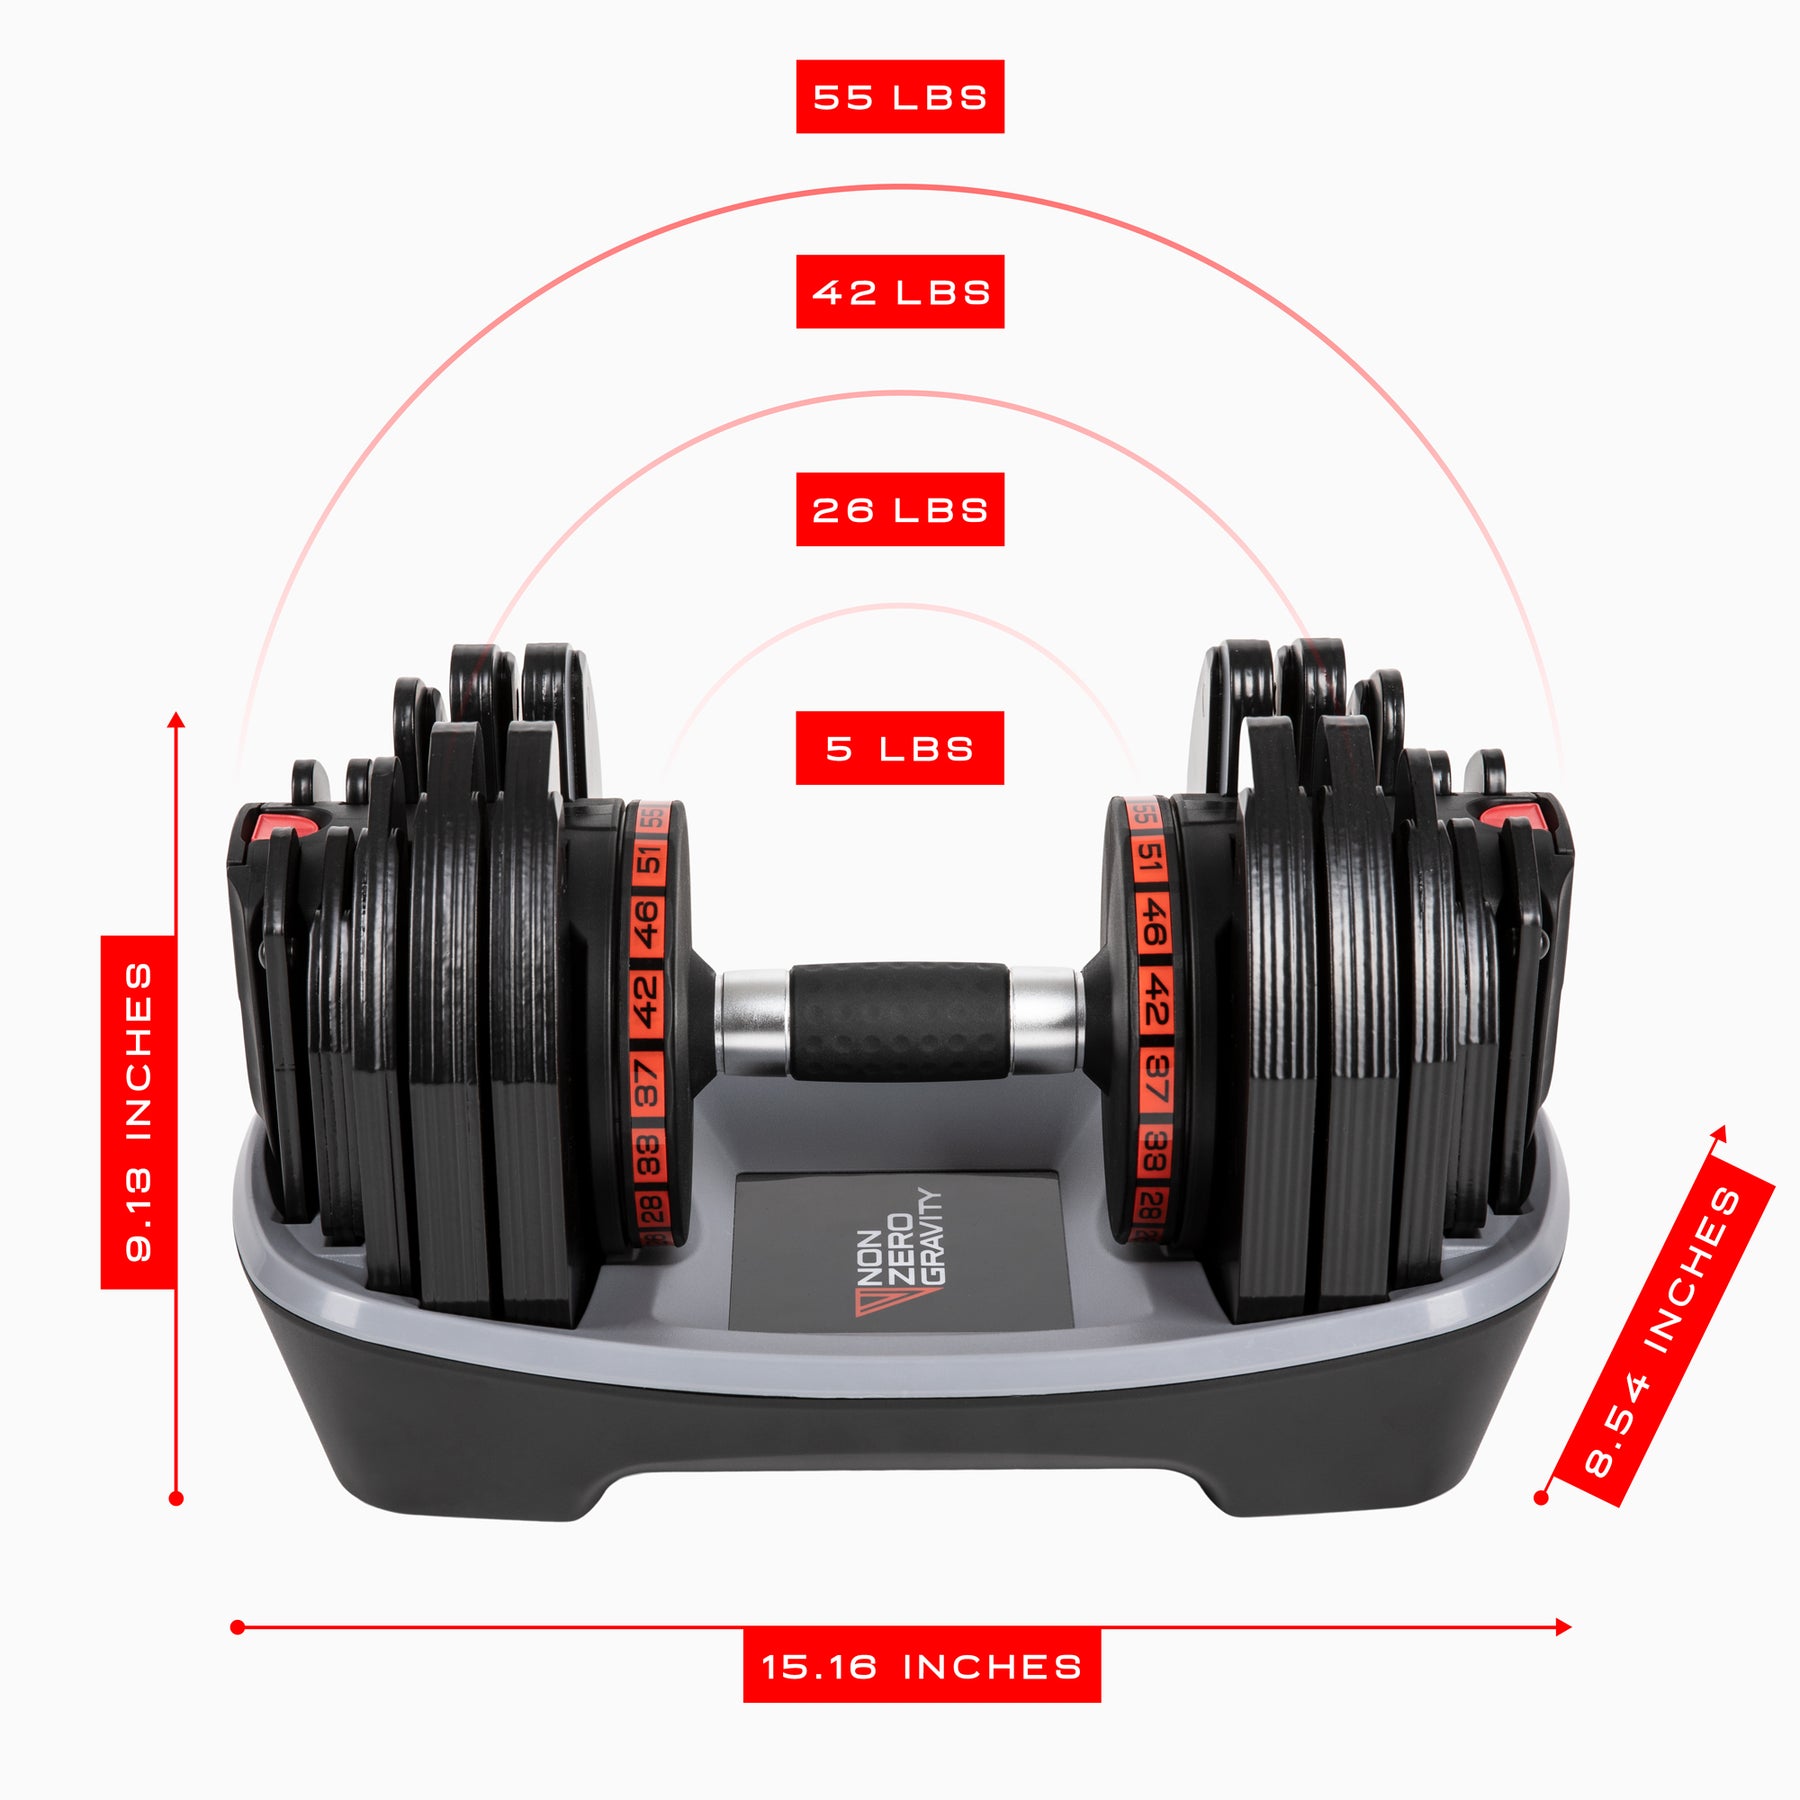 55 LBS
42 LBS
26 LBS
5 LBS
55
51
46
42
37
33
28
55
51
46
42
37
33
28
9.13 INCHES
8.54 INCHES
NON
ZERO
GRAVITY
15.16 INCHES